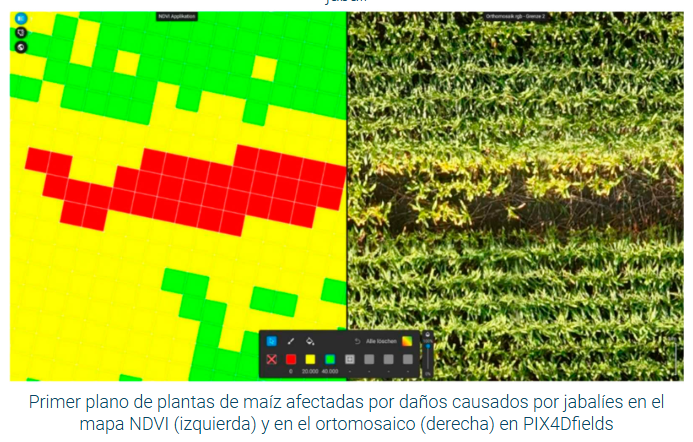 NDVI Application
Orthomosaik rgb - Grenze 2
Alle löschen
0 20.000 40.000 - - - - -
Primer plano de plantas de maíz afectadas por daños causados por jabalíes en el
mapa NDVI (izquierda) y en el ortomosaico (derecha) en PIX4Dfields